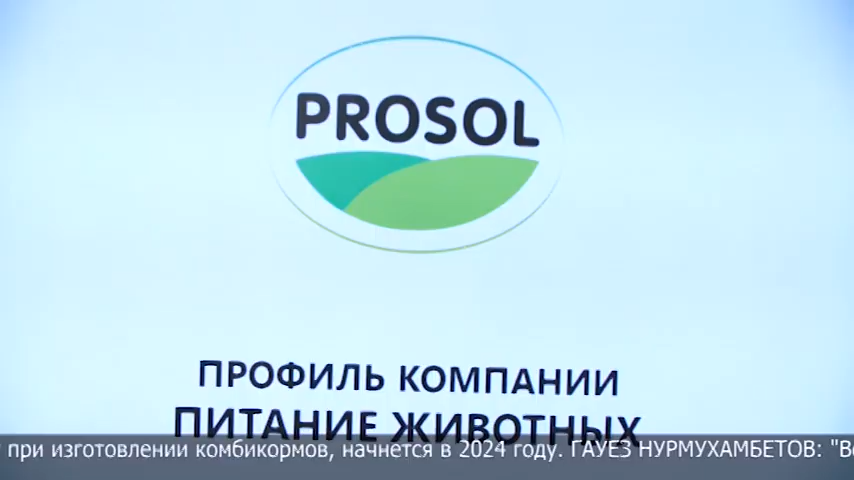 PROSOL
ПРОФИЛЬ КОМПАНИИ
ПИТАНИЕ ЖИВОТНЫХ
при изготовлении комбикормов, начнется в 2024 году. ГАУЕЗ НУРМУХАМБЕТОВ: "В